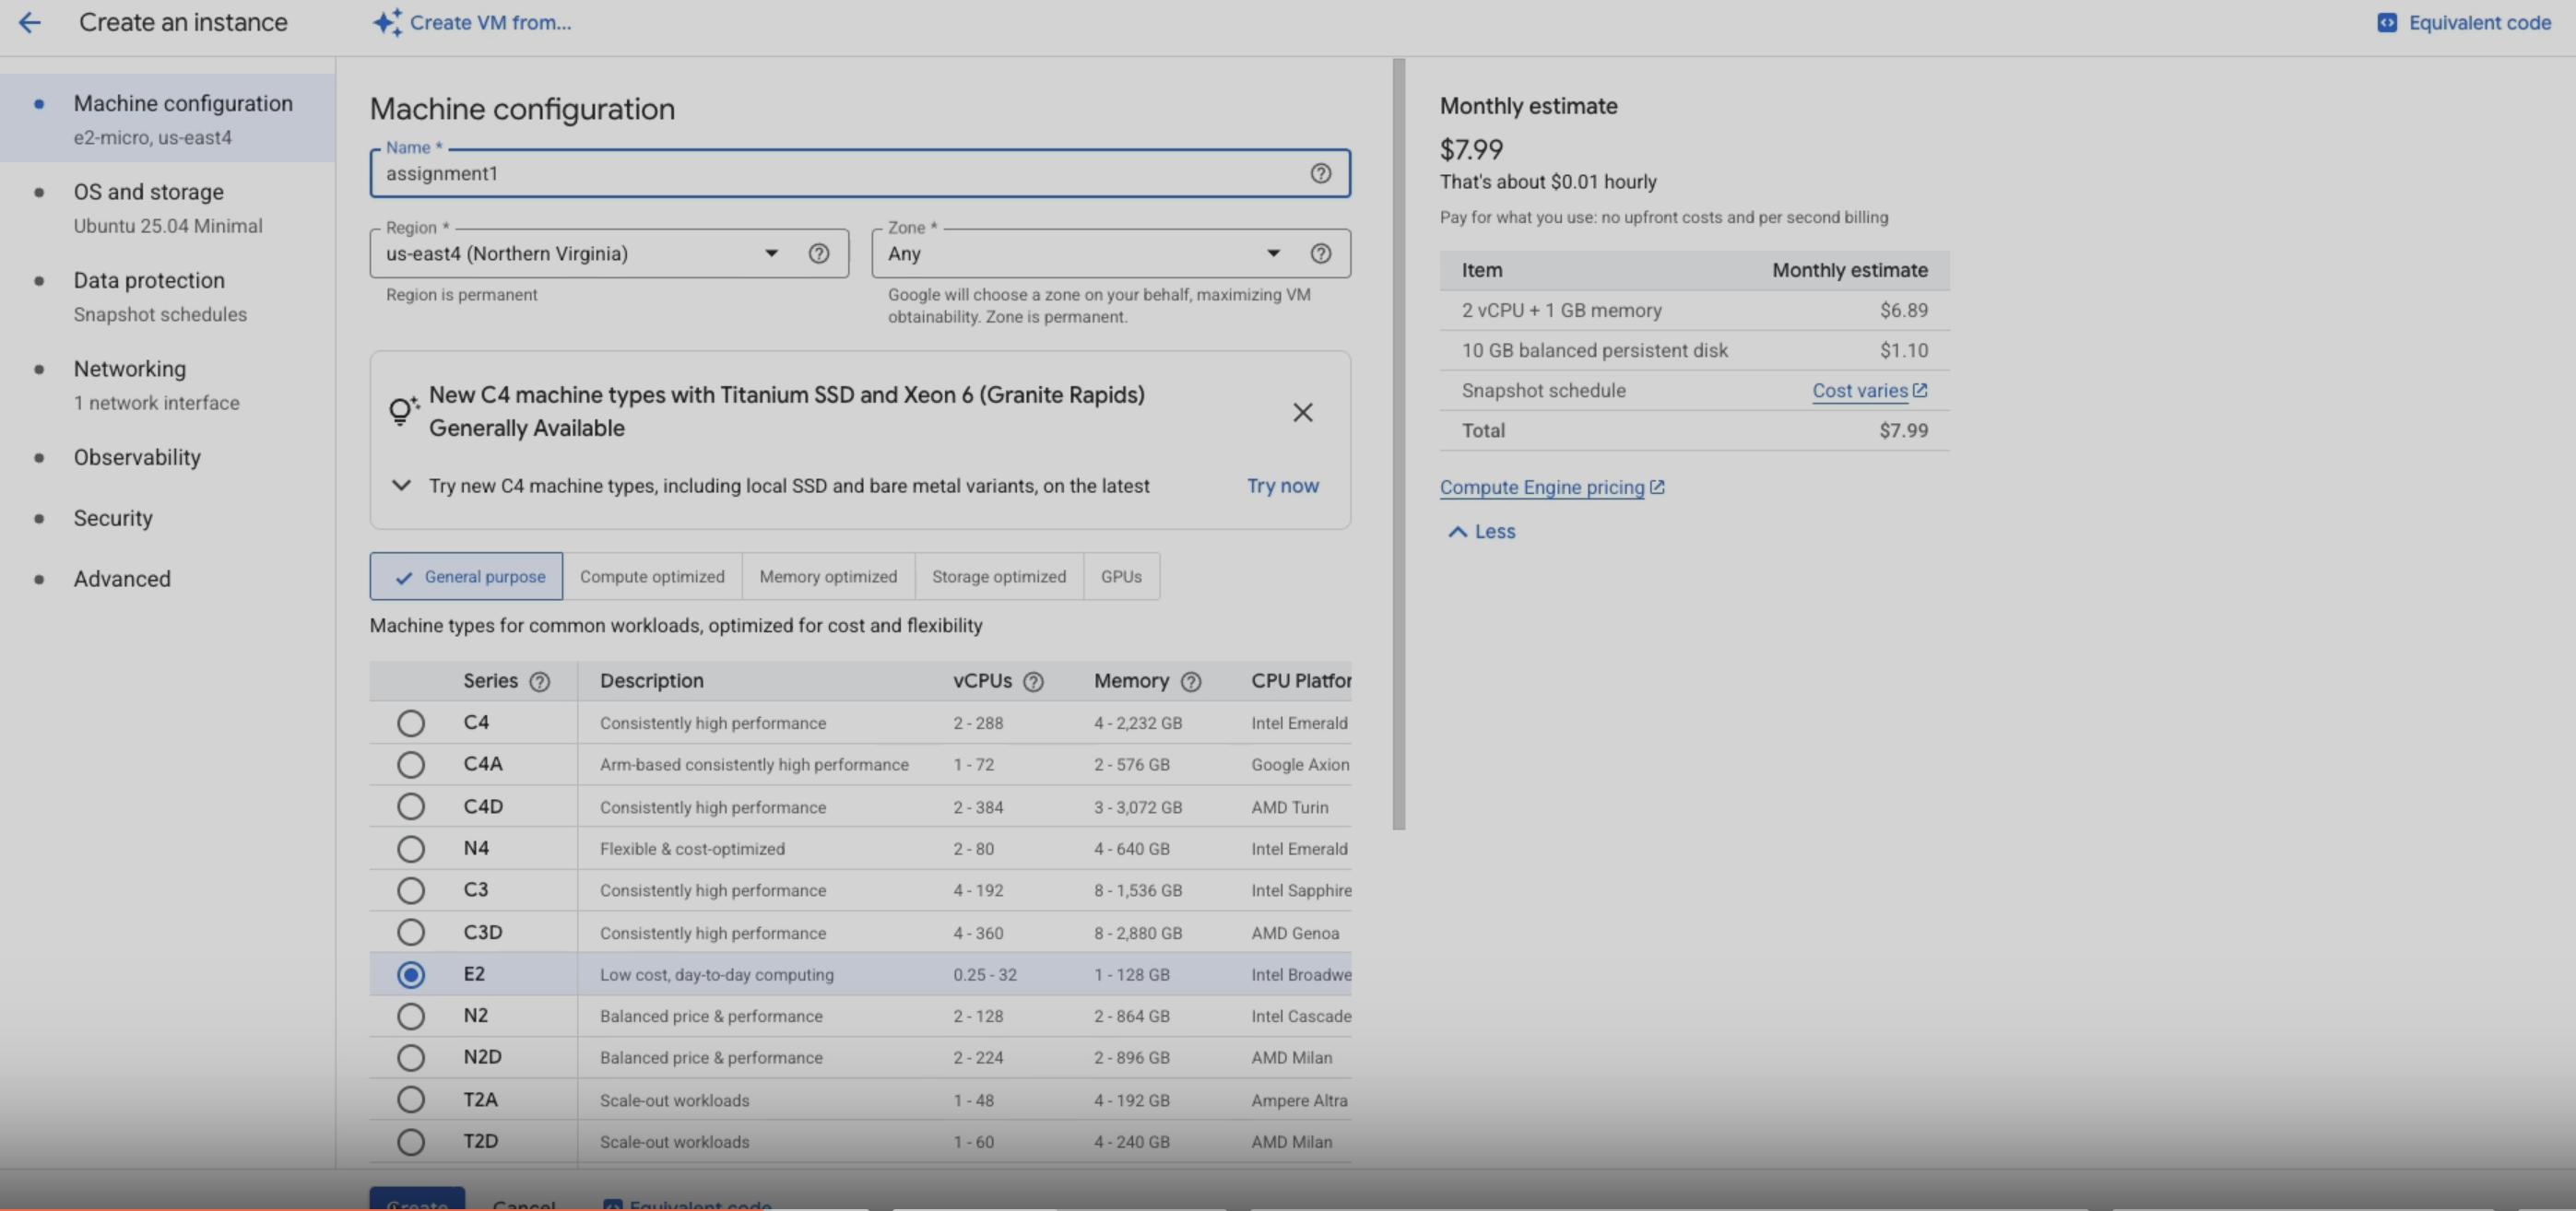 Create an instance
Create VM from...
Equivalent code
Machine configuration
e2-micro, us-east4
OS and storage
Ubuntu 25.04 Minimal
Data protection
Snapshot schedules
Networking
1 network interface
Observability
Security
Advanced
Machine configuration
Name *
assignment1
Region *
us-east4 (Northern Virginia)
Region is permanent
Zone *
Any
Google will choose a zone on your behalf, maximizing VM
obtainability. Zone is permanent.
New C4 machine types with Titanium SSD and Xeon 6 (Granite Rapids)
Generally Available
Try new C4 machine types, including local SSD and bare metal variants, on the latest
Try now
General purpose
Compute optimized
Memory optimized
Storage optimized
GPUs
Machine types for common workloads, optimized for cost and flexibility
Series Description vCPUs Memory CPU Platfor
C4 Consistently high performance 2 - 288 4 - 2,232 GB Intel Emerald
C4A Arm-based consistently high performance 1 - 72 2 - 576 GB Google Axion
C4D Consistently high performance 2 - 384 3 - 3,072 GB AMD Turin
N4 Flexible & cost-optimized 2 - 80 4 - 640 GB Intel Emerald
C3 Consistently high performance 4 - 192 8 - 1,536 GB Intel Sapphire
C3D Consistently high performance 4 - 360 8 - 2,880 GB AMD Genoa
E2 Low cost, day-to-day computing 0.25 - 32 1 - 128 GB Intel Broadwe
N2 Balanced price & performance 2 - 128 2 - 864 GB Intel Cascade
N2D Balanced price & performance 2 - 224 2 - 896 GB AMD Milan
T2A Scale-out workloads 1 - 48 4 - 192 GB Ampere Altra
T2D Scale-out workloads 1 - 60 4 - 240 GB AMD Milan
Create Cancel Equivalent code
Monthly estimate
$7.99
That's about $0.01 hourly
Pay for what you use: no upfront costs and per second billing
Item Monthly estimate
2 vCPU + 1 GB memory $6.89
10 GB balanced persistent disk $1.10
Snapshot schedule Cost varies
Total $7.99
Compute Engine pricing
Less